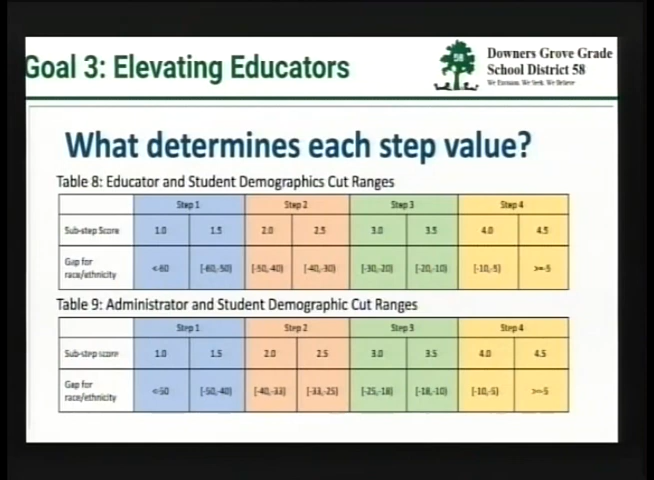 Goal 3: Elevating Educators
58
Downers Grove Grade
School District 58
What determines each step value?
Table 8: Educator and Student Demographics Cut Ranges
Step 1 Step 2 Step 3 Step 4
Sub-step Score 1.0 1.5 2.0 2.5 3.0 3.5 4.0 4.5
Gap for
race/ethnicity <-60 [-60,-50) [-50,-40) [-40,-30) [-30,-20) [-20,-10) [-10,-5) >=-5
Table 9: Administrator and Student Demographic Cut Ranges
Step 1 Step 2 Step 3 Step 4
Sub-step score 1.0 1.5 2.0 2.5 3.0 3.5 4.0 4.5
Gap for
race/ethnicity <-50 [-50,-40) [-40,-33) [-33,-25) [-25,-18) [-18,-10) [-10,-5) >=-5